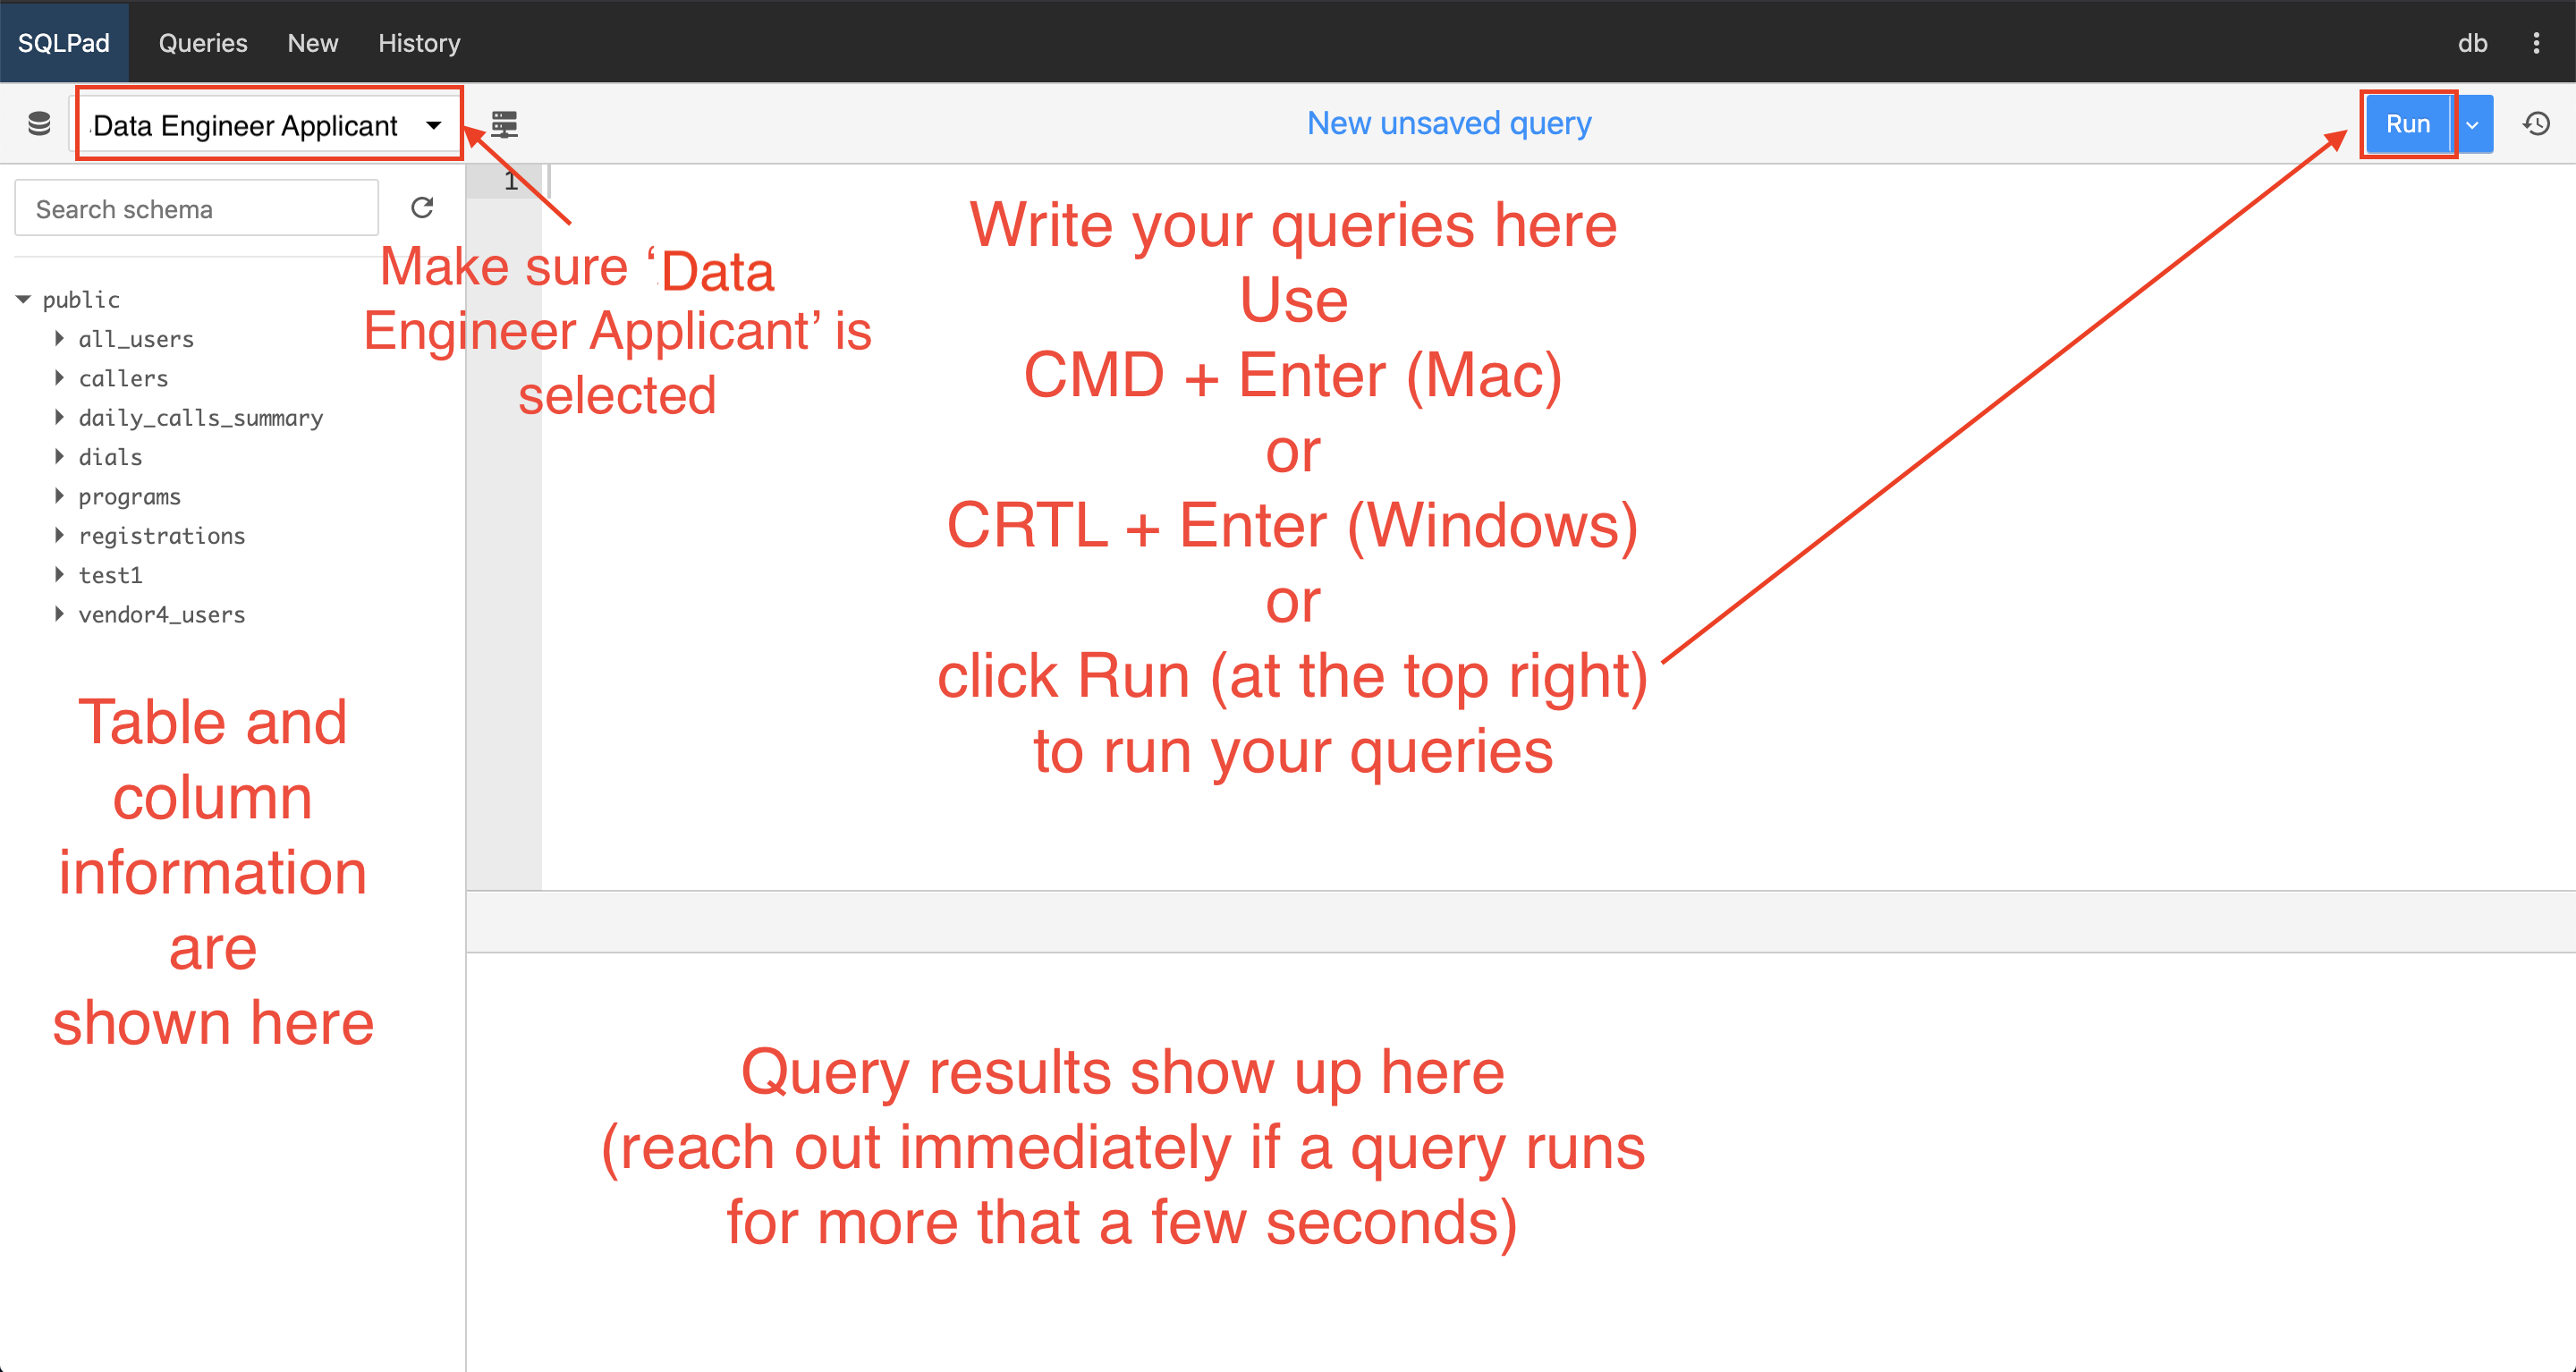 SQLPad Queries New History db
Data Engineer Applicant
New unsaved query
Run
Search schema
1
public
all_users
callers
daily_calls_summary
dials
programs
registrations
test1
vendor4_users
Make sure ‘Data
Engineer Applicant’ is
selected
Write your queries here
Use
CMD + Enter (Mac)
or
CRTL + Enter (Windows)
or
click Run (at the top right)
to run your queries
Table and
column
information
are
shown here
Query results show up here
(reach out immediately if a query runs
for more that a few seconds)